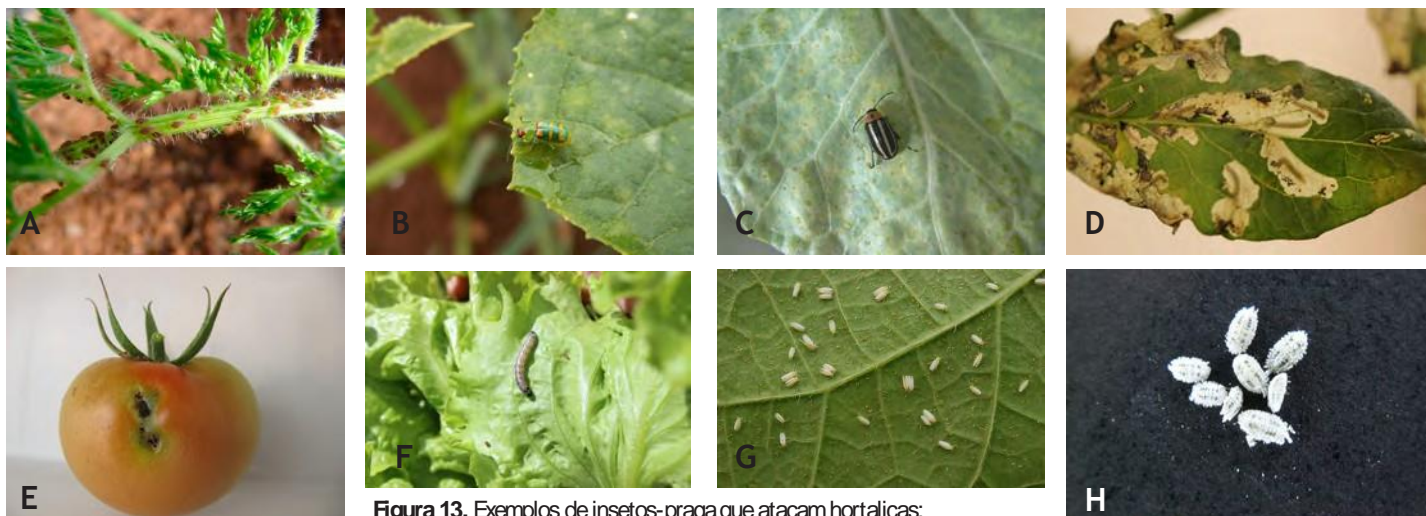 A
B
C
D
E
F
G
H
Figura 13. Exemplos de insetos-praga que atacam hortaliças: